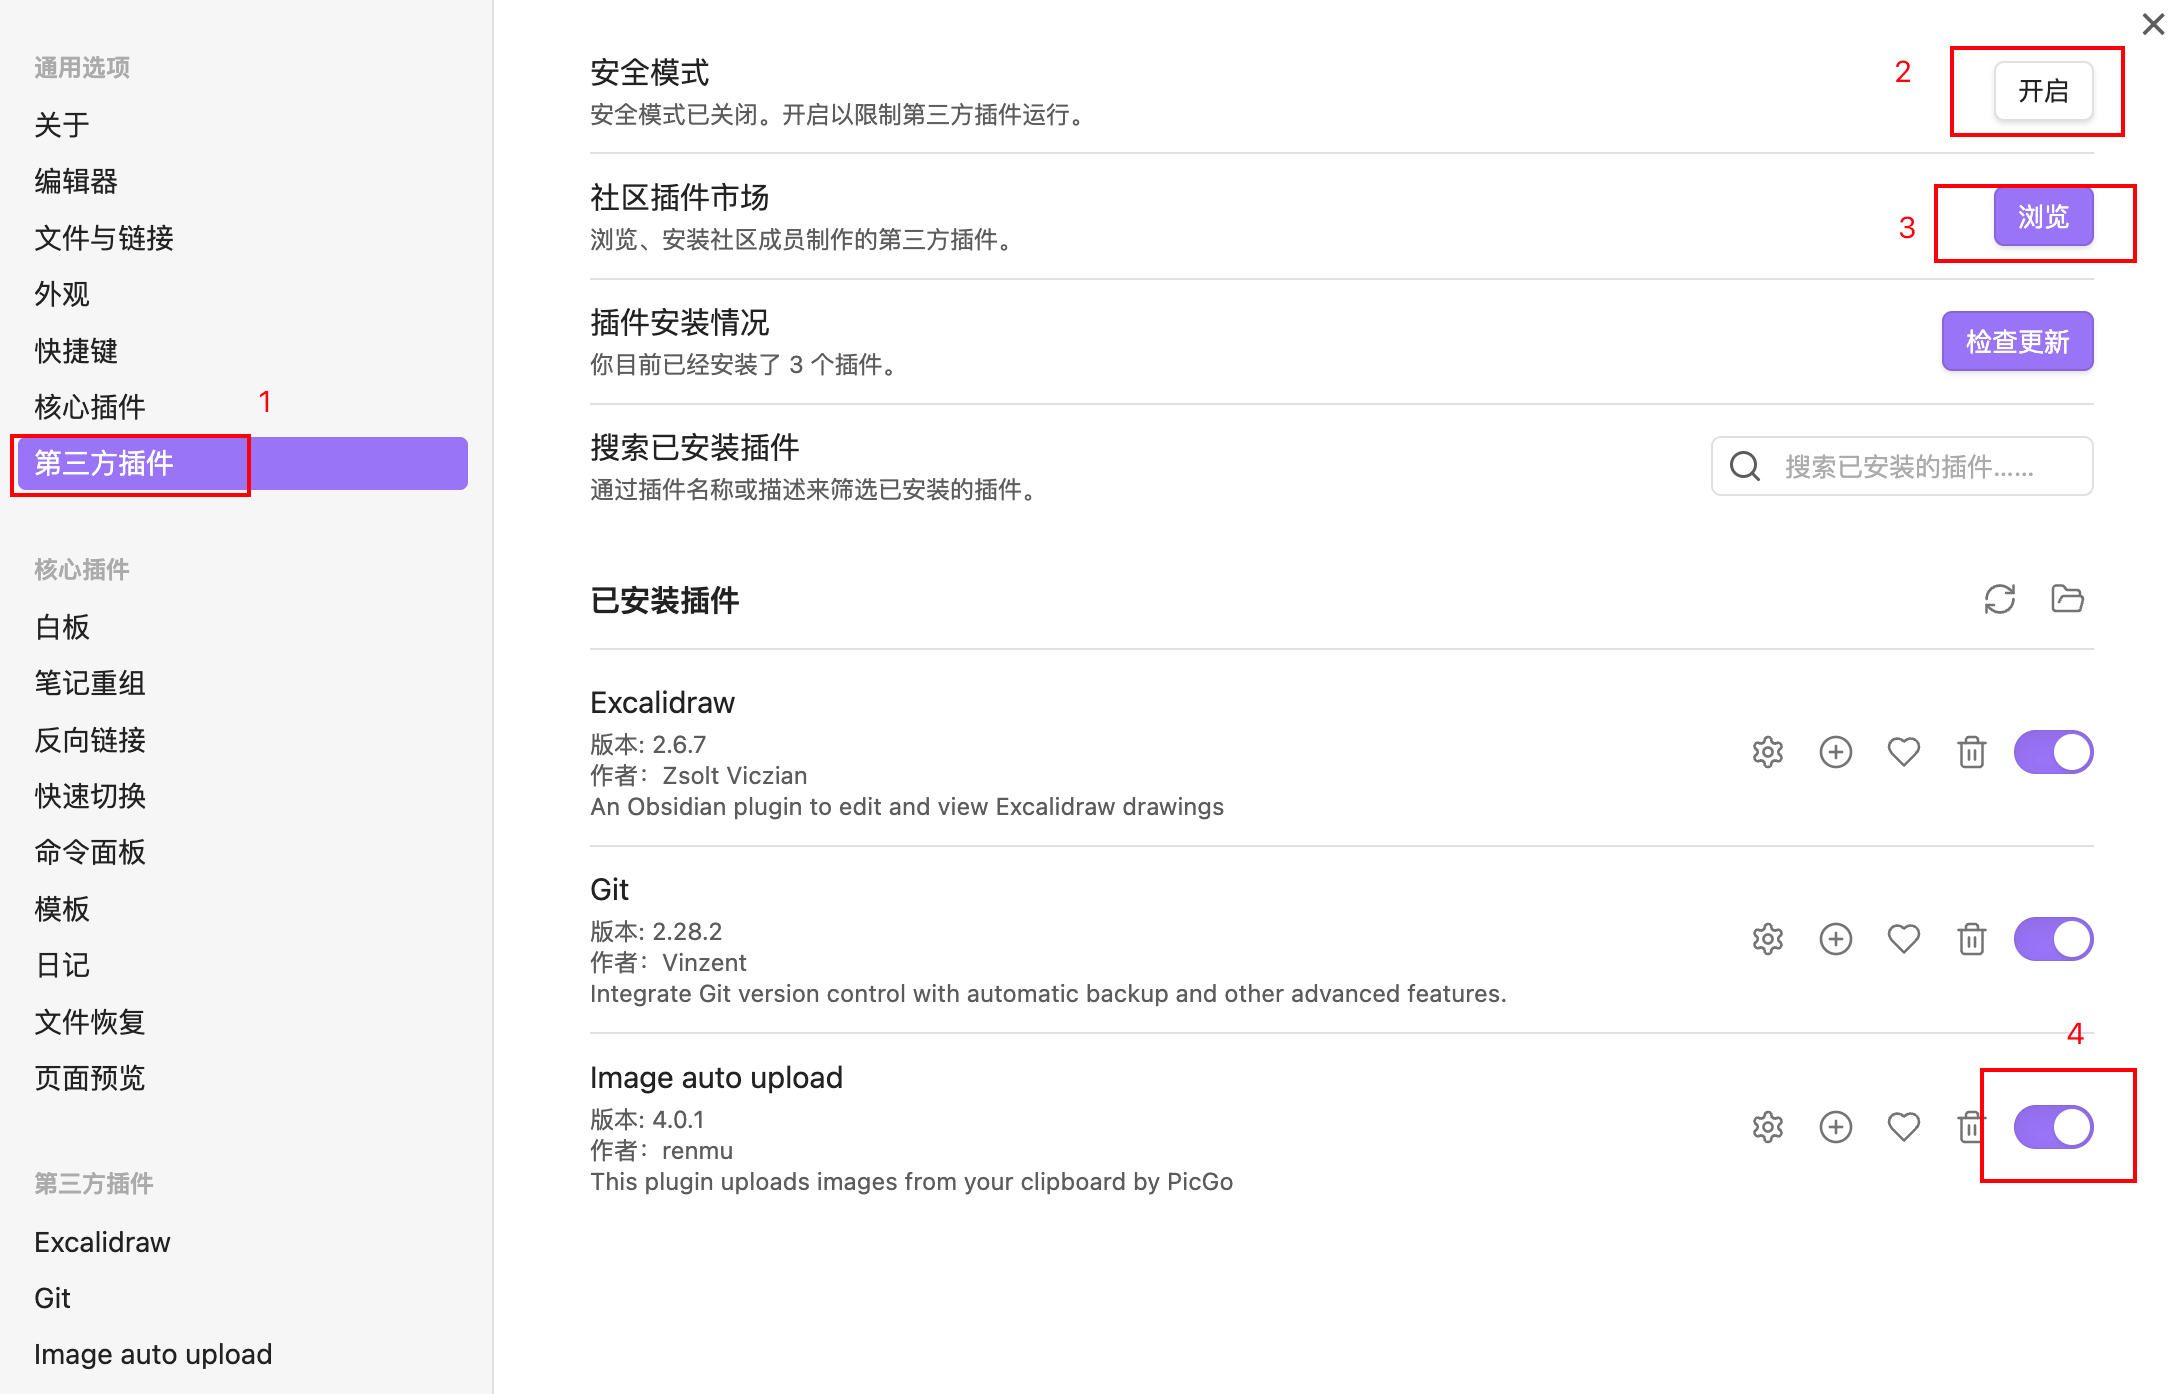 通用选项
关于
编辑器
文件与链接
外观
快捷键
核心插件
1
第三方插件
核心插件
白板
笔记重组
反向链接
快速切换
命令面板
模板
日记
文件恢复
页面预览
第三方插件
Excalidraw
Git
Image auto upload
安全模式
安全模式已关闭。开启以限制第三方插件运行。
2
开启
社区插件市场
浏览、安装社区成员制作的第三方插件。
3
浏览
插件安装情况
你目前已经安装了 3 个插件。
检查更新
搜索已安装插件
通过插件名称或描述来筛选已安装的插件。
搜索已安装的插件……
已安装插件
Excalidraw
版本: 2.6.7
作者：Zsolt Viczian
An Obsidian plugin to edit and view Excalidraw drawings
Git
版本: 2.28.2
作者：Vinzent
Integrate Git version control with automatic backup and other advanced features.
4
Image auto upload
版本: 4.0.1
作者：renmu
This plugin uploads images from your clipboard by PicGo